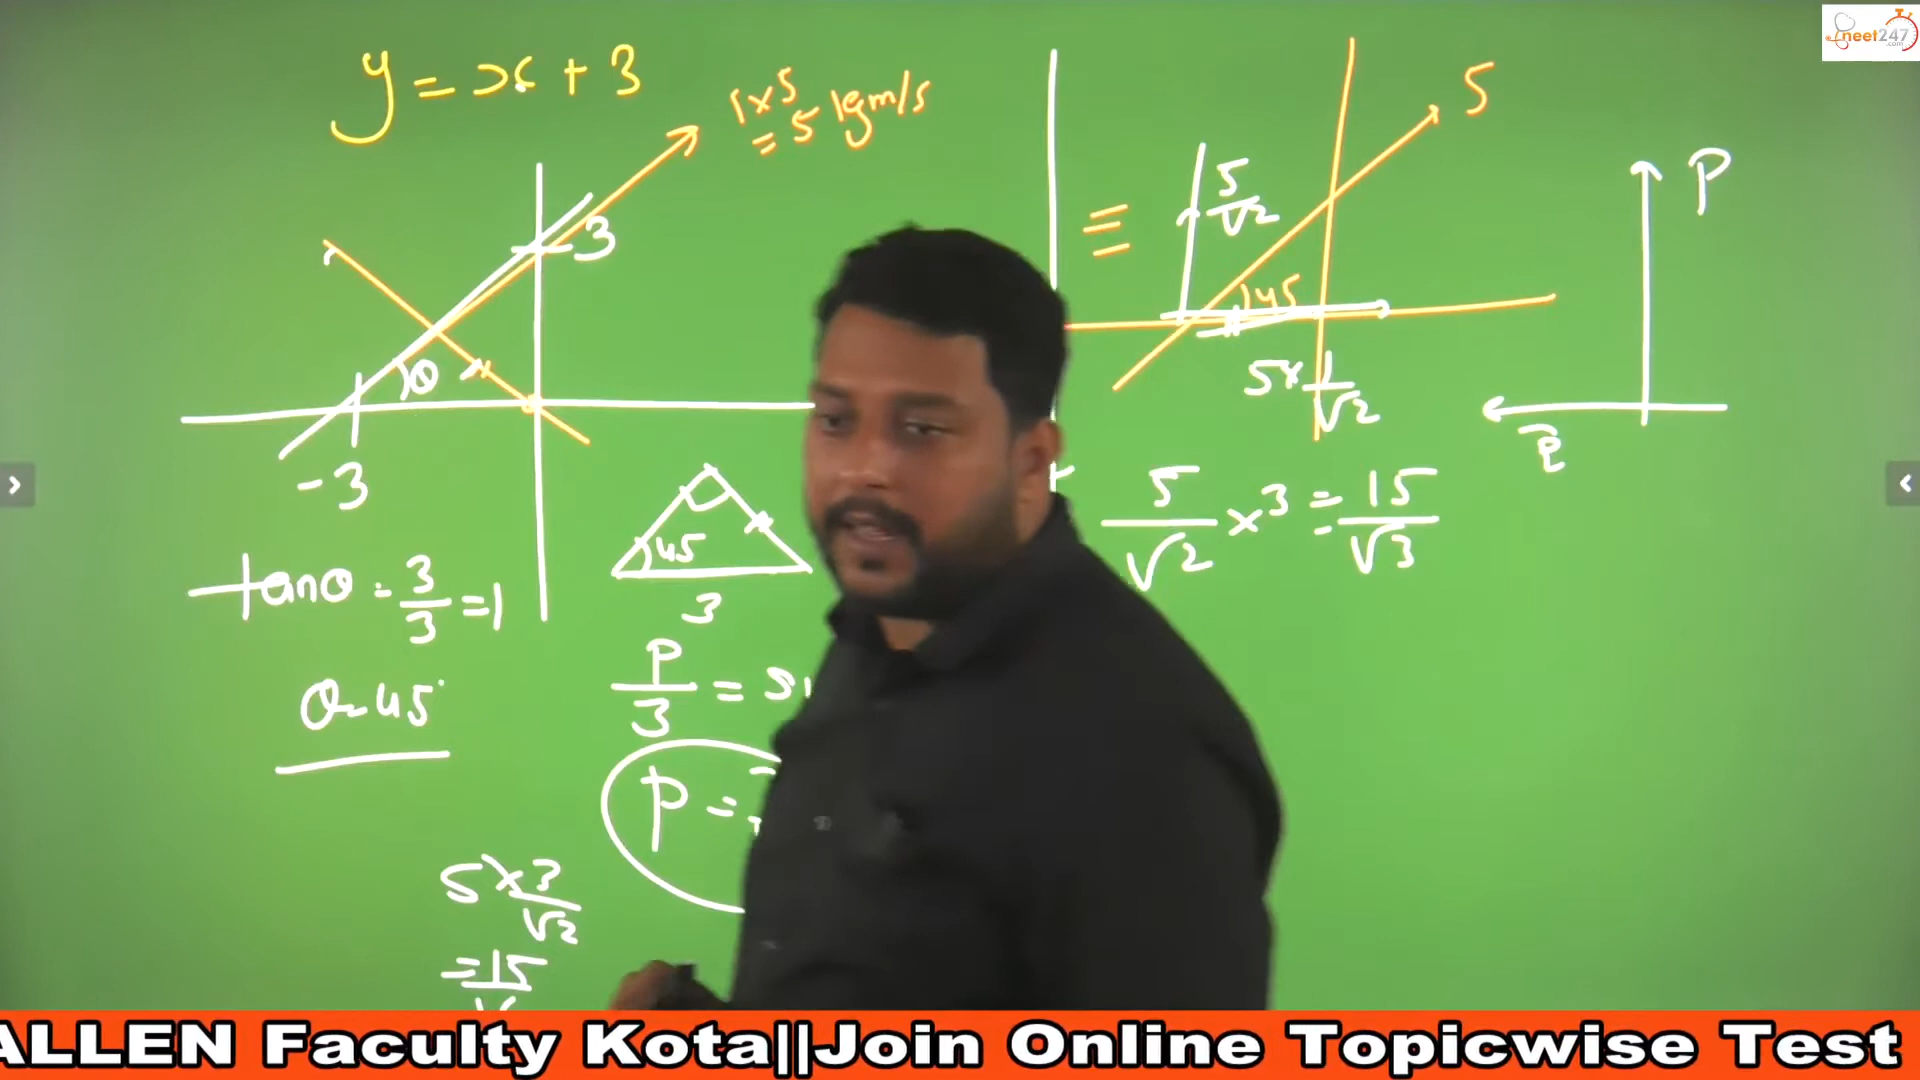 y = x + 3
1 x 5
= 5 kgm/s
3
θ
-3
tanθ = 3/3 = 1
θ = 45°
45
3
P/3 =
P =
5 x 3/√2
= 15
5
5/√2
45
5 x 1/√2
5/√2 x 3 = 15/√3
P
neet247
.com
ALLEN Faculty Kota||Join Online Topicwise Test